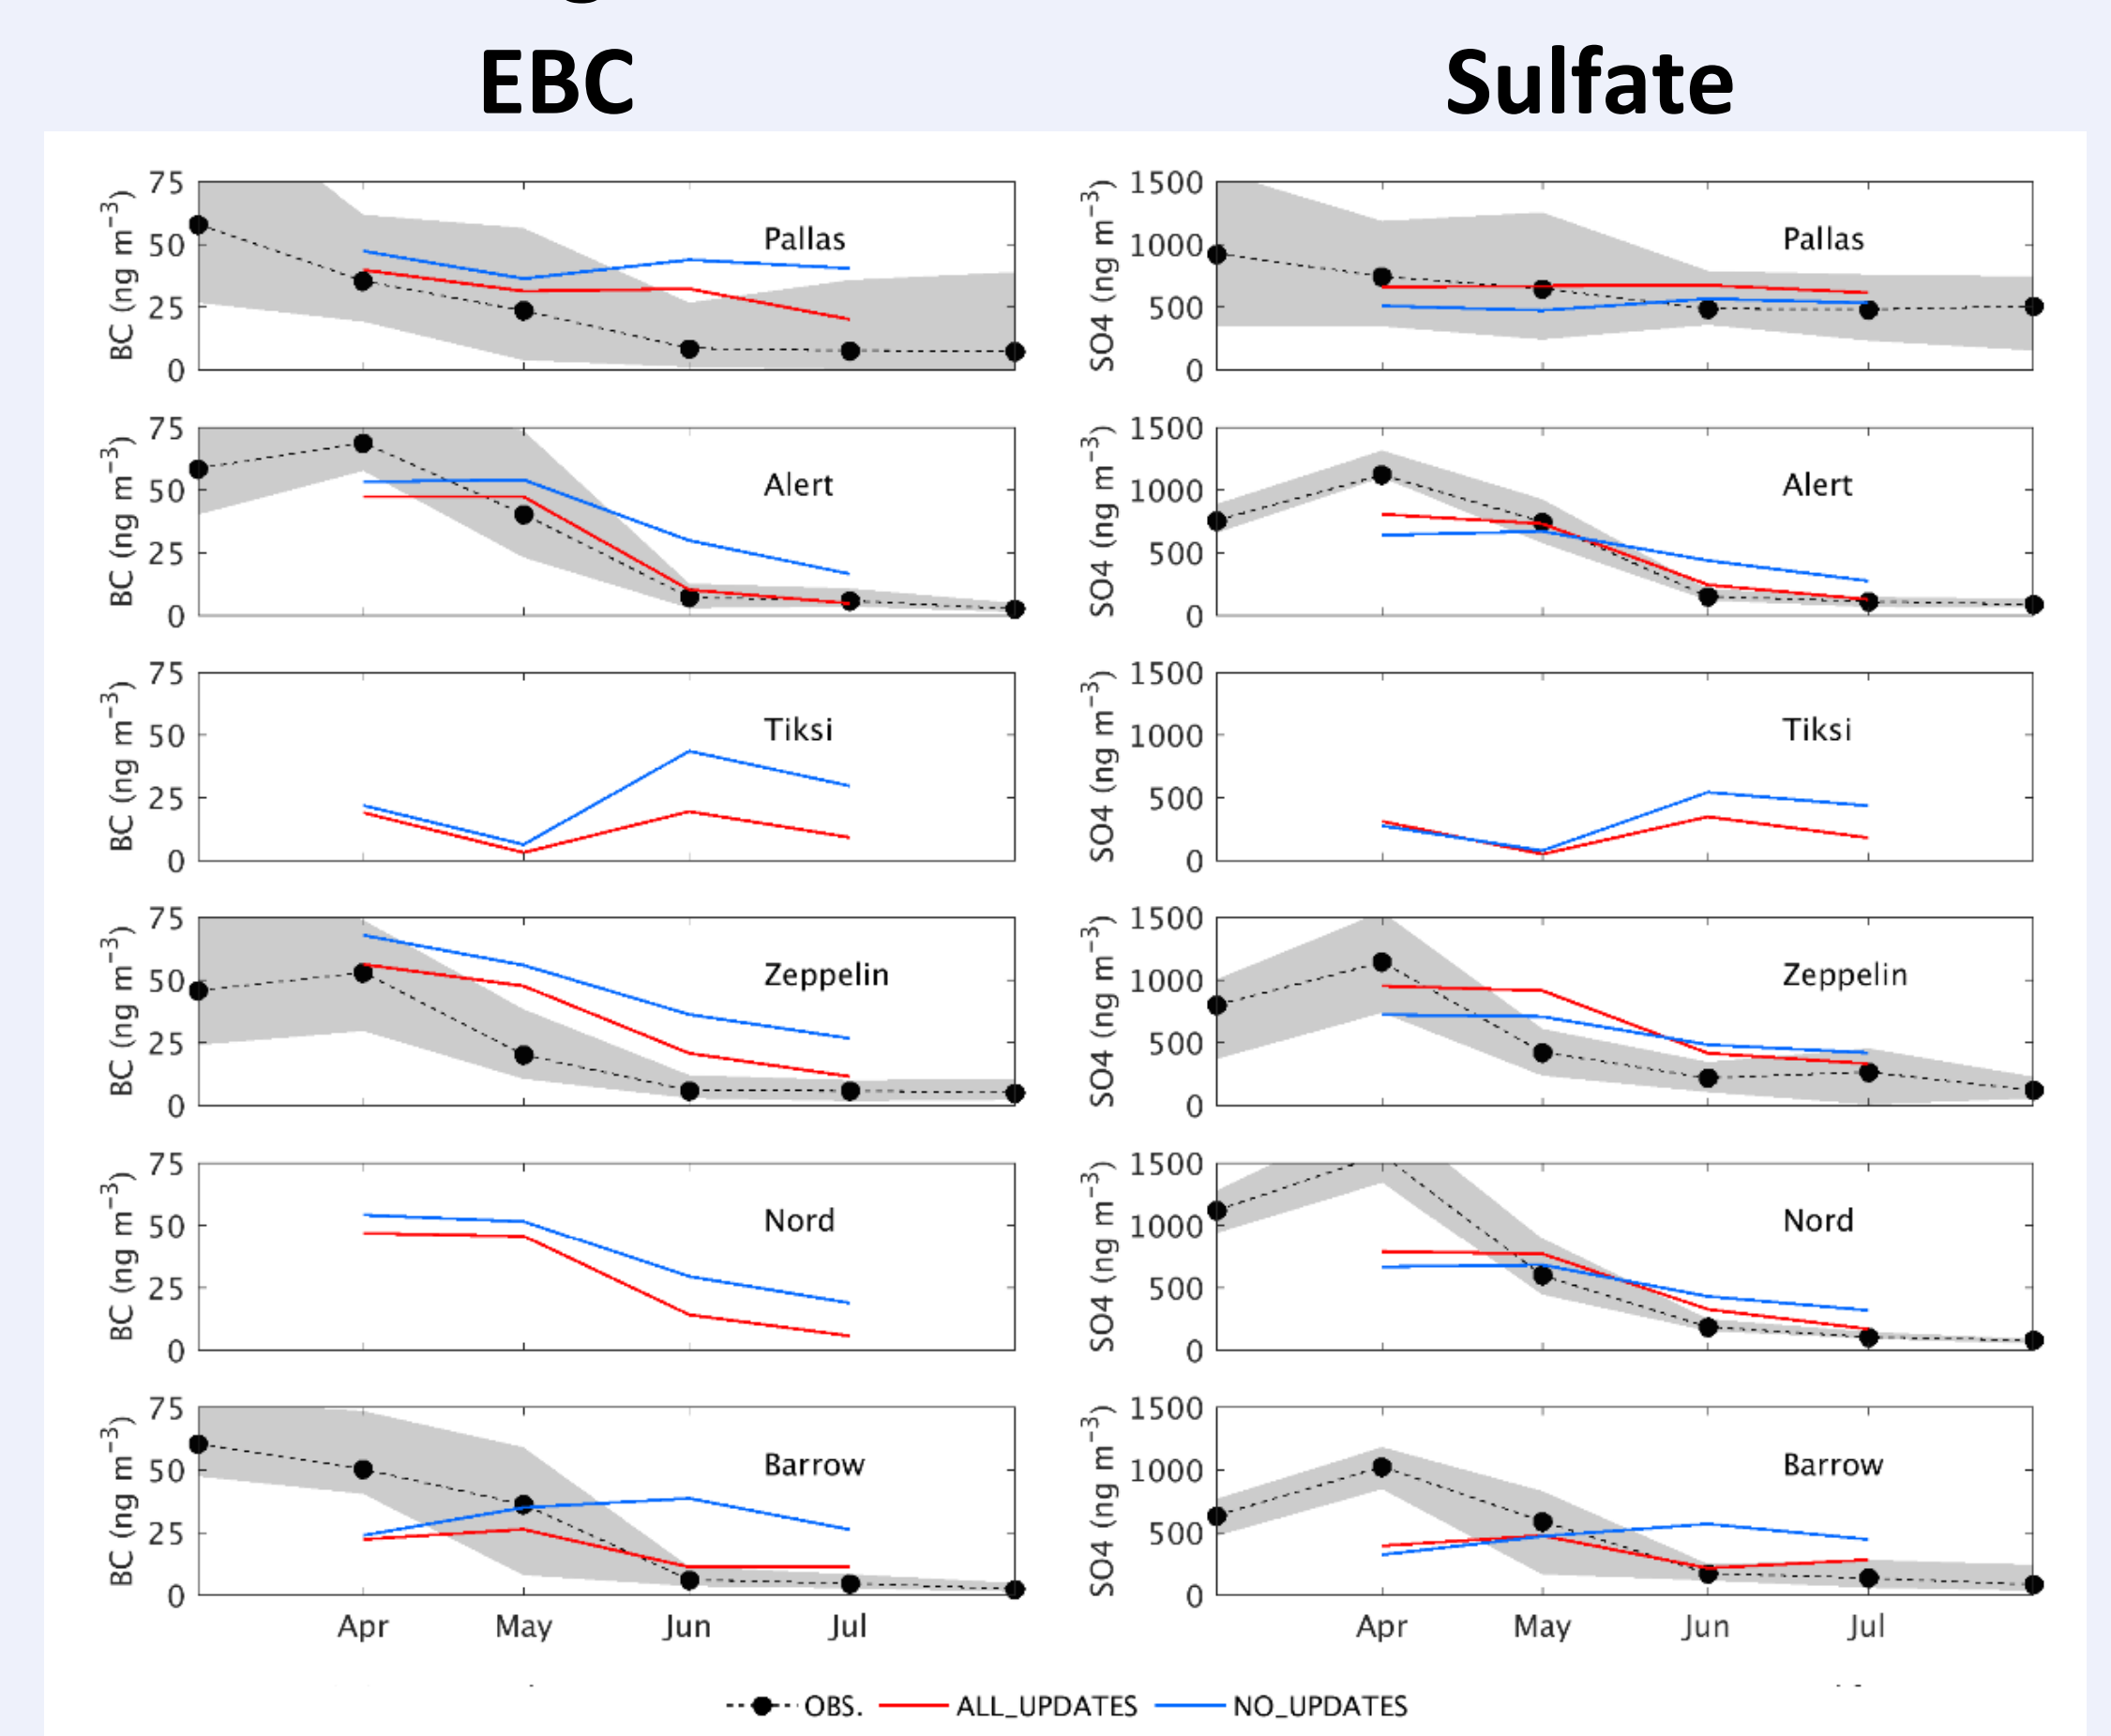 EBC
Sulfate
75
50
25
0
BC (ng m⁻³)
Pallas
1500
1000
500
0
SO4 (ng m⁻³)
Pallas
75
50
25
0
BC (ng m⁻³)
Alert
1500
1000
500
0
SO4 (ng m⁻³)
Alert
75
50
25
0
BC (ng m⁻³)
Tiksi
1500
1000
500
0
SO4 (ng m⁻³)
Tiksi
75
50
25
0
BC (ng m⁻³)
Zeppelin
1500
1000
500
0
SO4 (ng m⁻³)
Zeppelin
75
50
25
0
BC (ng m⁻³)
Nord
1500
1000
500
0
SO4 (ng m⁻³)
Nord
75
50
25
0
BC (ng m⁻³)
Barrow
1500
1000
500
0
SO4 (ng m⁻³)
Barrow
Apr May Jun Jul
Apr May Jun Jul
OBS. ALL_UPDATES NO_UPDATES